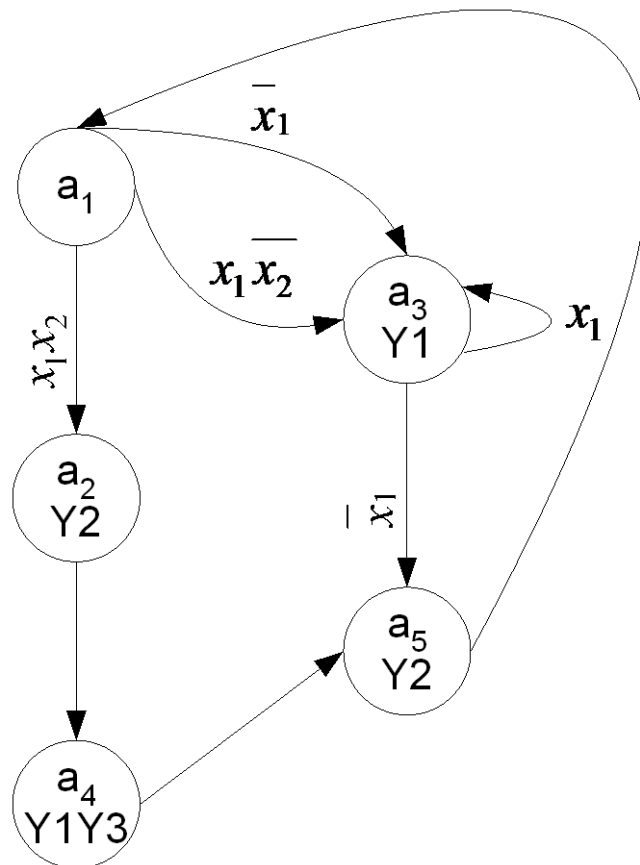 x̄₁
a₁
x₁x̅₂
a₃
Y1
x₁
x₁x₂
a₂
Y2
x̄₁
a₅
Y2
a₄
Y1Y3